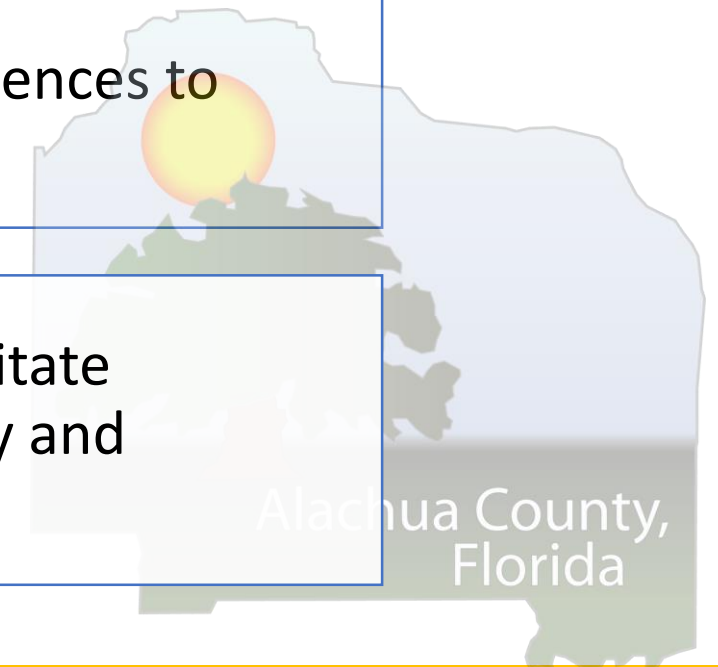 ences to
itate
y and
Alachua County,
Florida